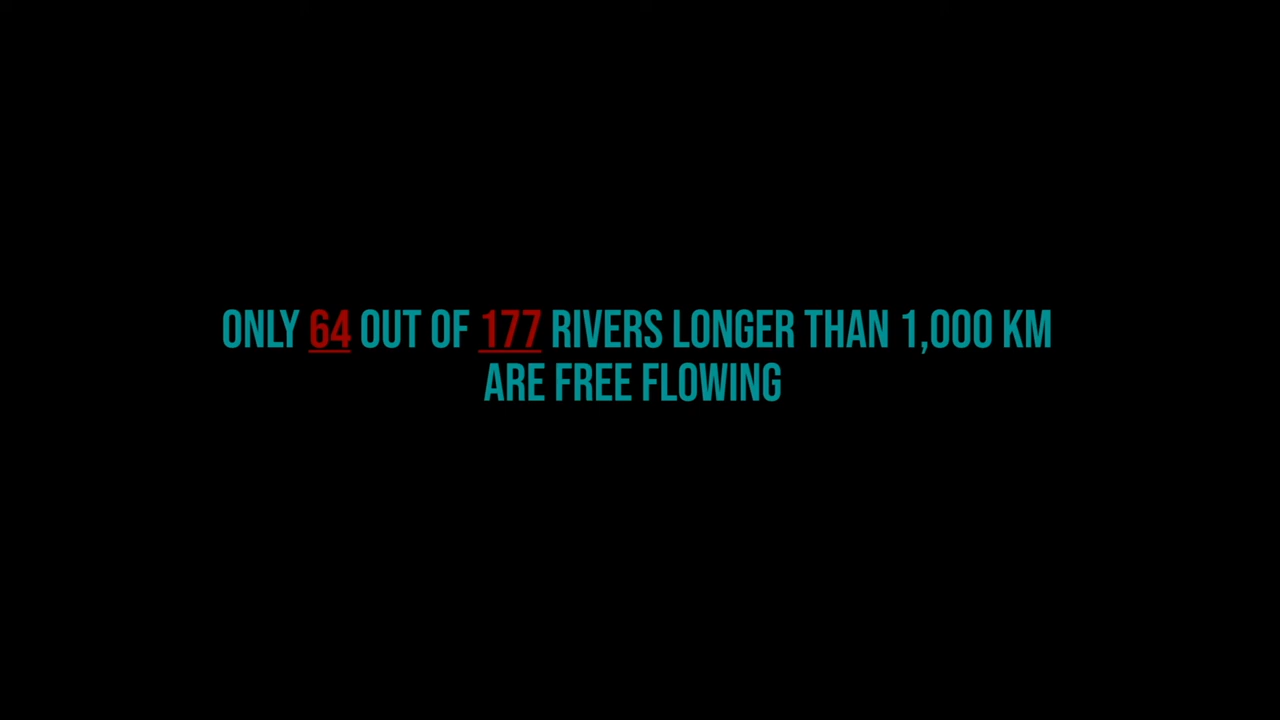 ONLY 64 OUT OF 177 RIVERS LONGER THAN 1,000 KM
ARE FREE FLOWING